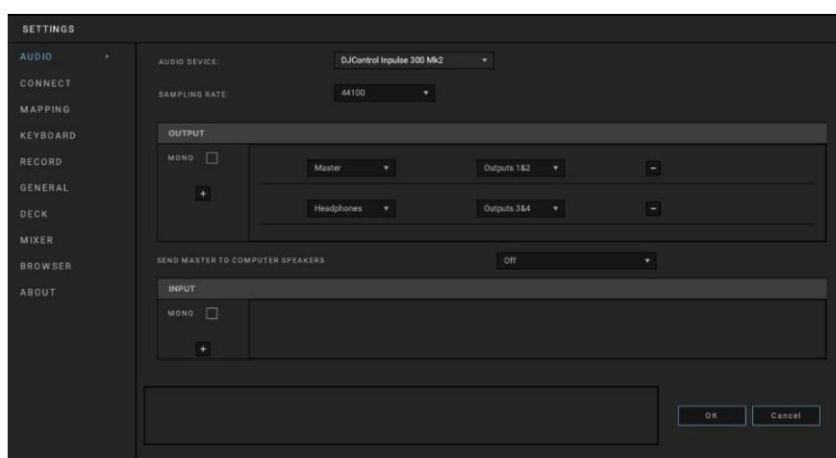 SETTINGS
AUDIO
CONNECT
MAPPING
KEYBOARD
RECORD
GENERAL
DECK
MIXER
BROWSER
ABOUT
AUDIO DEVICE: DJControl Inpulse 300 Mk2
SAMPLING RATE: 44100
OUTPUT
MONO
+
Master Outputs 1&2 -
Headphones Outputs 3&4 -
SEND MASTER TO COMPUTER SPEAKERS Off
INPUT
MONO
+
OK Cancel